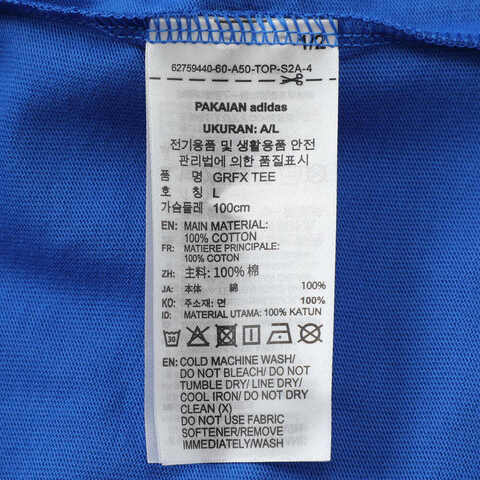 1/2
62759440-60-A50-TOP-S2A-4
PAKAIAN adidas
UKURAN: A/L
전기용품 및 생활용품 안전
관리법에 의한 품질표시
품 명 GRFX TEE
호 칭 L
가슴둘레 100cm
EN: MAIN MATERIAL:
100% COTTON
FR: MATIERE PRINCIPALE:
100% COTON
ZH: 主料: 100% 棉
JA: 本体 綿 100%
KO: 주소재: 면 100%
ID: MATERIAL UTAMA: 100% KATUN
EN: COLD MACHINE WASH/
DO NOT BLEACH/ DO NOT
TUMBLE DRY/ LINE DRY/
COOL IRON/ DO NOT DRY
CLEAN (X)
DO NOT USE FABRIC
SOFTENER/REMOVE
IMMEDIATELY/WASH